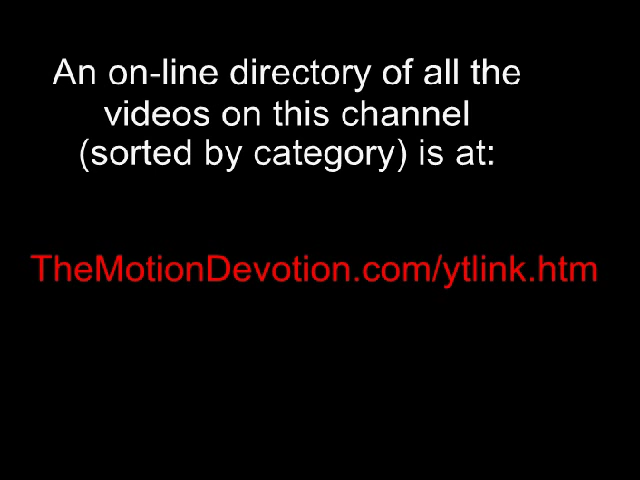 An on-line directory of all the
videos on this channel
(sorted by category) is at:
TheMotionDevotion.com/ytlink.htm